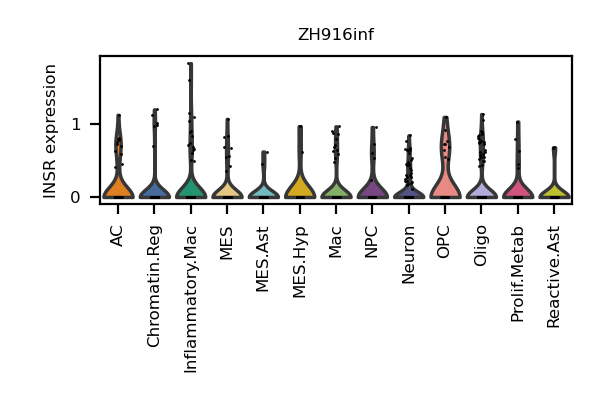 ZH916inf
INSR expression
1
0
AC
Chromatin.Reg
Inflammatory.Mac
MES
MES.Ast
MES.Hyp
Mac
NPC
Neuron
OPC
Oligo
Prolif.Metab
Reactive.Ast